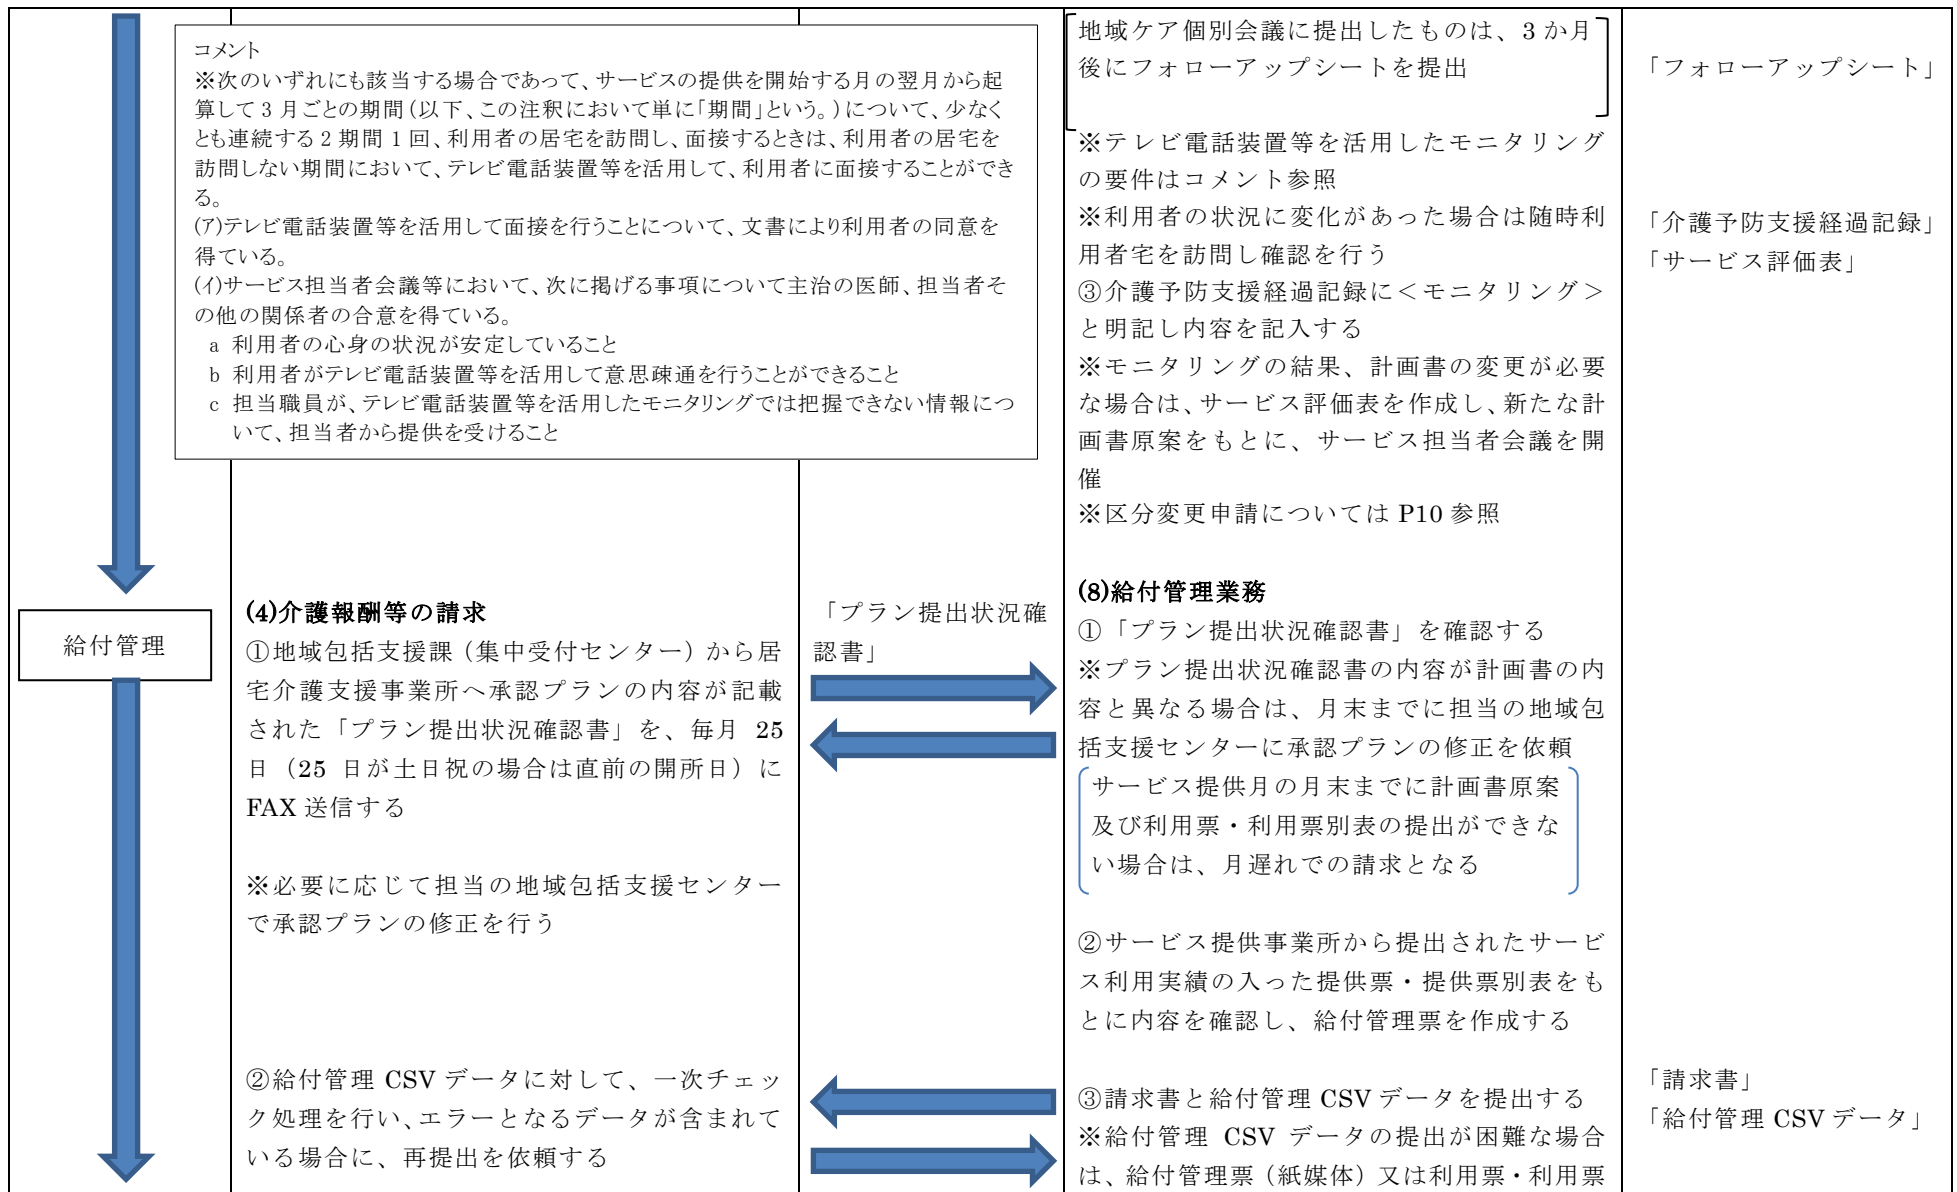 コメント
※次のいずれにも該当する場合であって、サービスの提供を開始する月の翌月から起
算して3月ごとの期間(以下、この注釈において単に「期間」という。)について、少なく
とも連続する2期間1回、利用者の居宅を訪問し、面接するときは、利用者の居宅を
訪問しない期間において、テレビ電話装置等を活用して、利用者に面接することができ
る。
(ア)テレビ電話装置等を活用して面接を行うことについて、文書により利用者の同意を
得ている。
(イ)サービス担当者会議等において、次に掲げる事項について主治の医師、担当者そ
の他の関係者の合意を得ている。
a 利用者の心身の状況が安定していること
b 利用者がテレビ電話装置等を活用して意思疎通を行うことができること
c 担当職員が、テレビ電話装置等を活用したモニタリングでは把握できない情報につ
いて、担当者から提供を受けること
地域ケア個別会議に提出したものは、3か月
後にフォローアップシートを提出
※テレビ電話装置等を活用したモニタリング
の要件はコメント参照
※利用者の状況に変化があった場合は随時利
用者宅を訪問し確認を行う
③介護予防支援経過記録に<モニタリング>
と明記し内容を記入する
※モニタリングの結果、計画書の変更が必要
な場合は、サービス評価表を作成し、新たな計
画書原案をもとに、サービス担当者会議を開
催
※区分変更申請については P10 参照
「フォローアップシート」
「介護予防支援経過記録」
「サービス評価表」
給付管理
(4)介護報酬等の請求
①地域包括支援課(集中受付センター)から居
宅介護支援事業所へ承認プランの内容が記載
された「プラン提出状況確認書」を、毎月 25
日(25 日が土日祝の場合は直前の開所日)に
FAX 送信する
※必要に応じて担当の地域包括支援センター
で承認プランの修正を行う
②給付管理 CSV データに対して、一次チェッ
ク処理を行い、エラーとなるデータが含まれて
いる場合に、再提出を依頼する
「プラン提出状況確
認書」
(8)給付管理業務
①「プラン提出状況確認書」を確認する
※プラン提出状況確認書の内容が計画書の内
容と異なる場合は、月末までに担当の地域包
括支援センターに承認プランの修正を依頼
サービス提供月の月末までに計画書原案
及び利用票・利用票別表の提出ができな
い場合は、月遅れでの請求となる
②サービス提供事業所から提出されたサービ
ス利用実績の入った提供票・提供票別表をも
とに内容を確認し、給付管理票を作成する
③請求書と給付管理 CSV データを提出する
※給付管理 CSV データの提出が困難な場合
は、給付管理票(紙媒体)又は利用票・利用票
「請求書」
「給付管理 CSV データ」